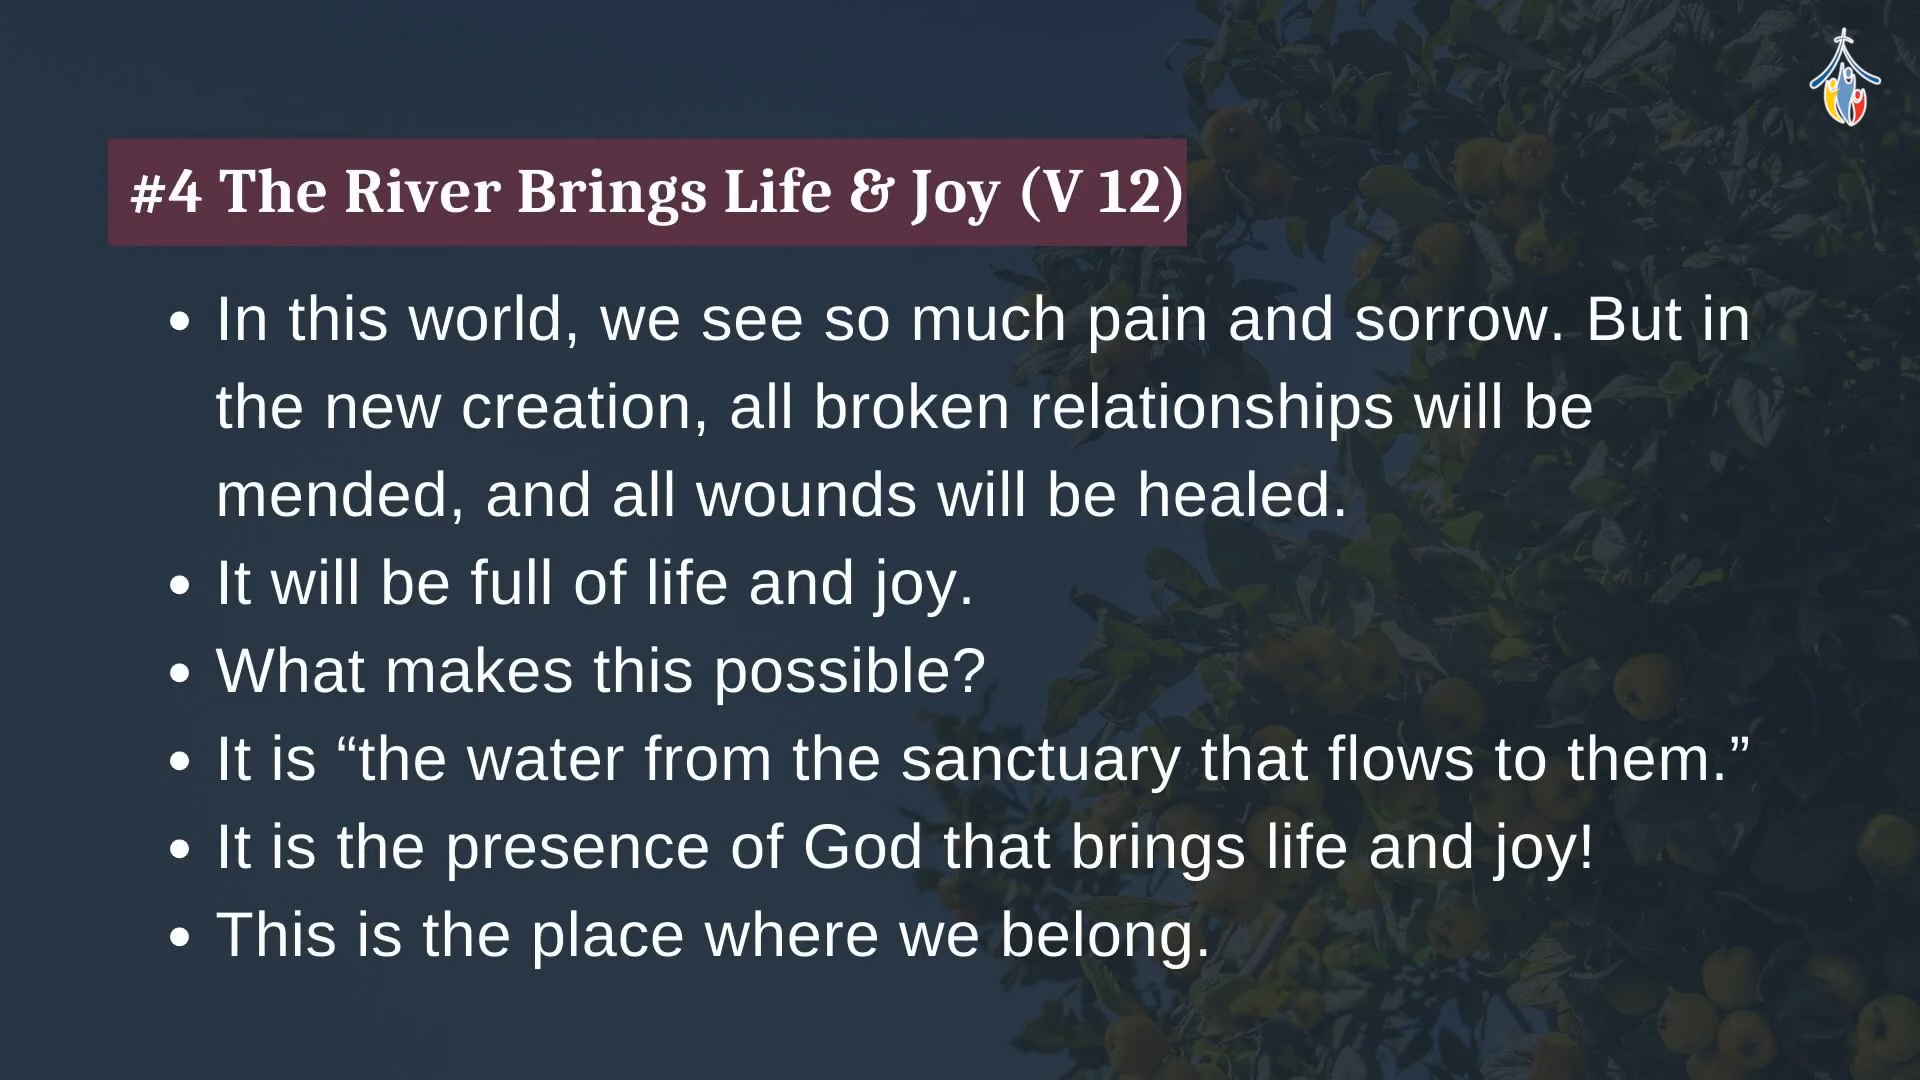 #4 The River Brings Life & Joy (V 12)
• In this world, we see so much pain and sorrow. But in
the new creation, all broken relationships will be
mended, and all wounds will be healed.
• It will be full of life and joy.
• What makes this possible?
• It is “the water from the sanctuary that flows to them.”
• It is the presence of God that brings life and joy!
• This is the place where we belong.